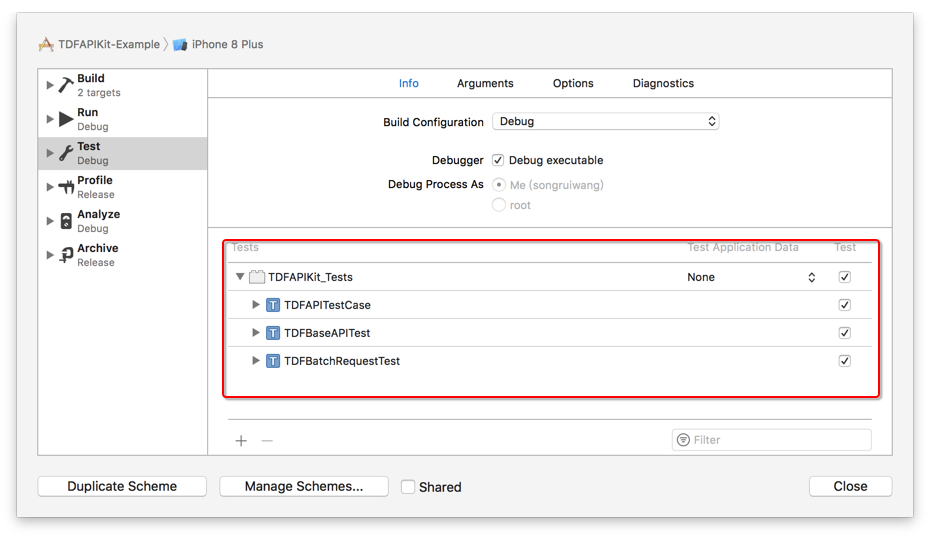 TDFAPIKit-Example 〉 iPhone 8 Plus
Build
2 targets
Run
Debug
Test
Debug
Profile
Release
Analyze
Debug
Archive
Release
Info Arguments Options Diagnostics
Build Configuration Debug
Debugger Debug executable
Debug Process As Me (songruiwang)
root
Tests Test Application Data Test
TDFAPIKit_Tests None
T TDFAPITestCase
T TDFBaseAPITest
T TDFBatchRequestTest
+ −
Filter
Duplicate Scheme Manage Schemes... Shared Close